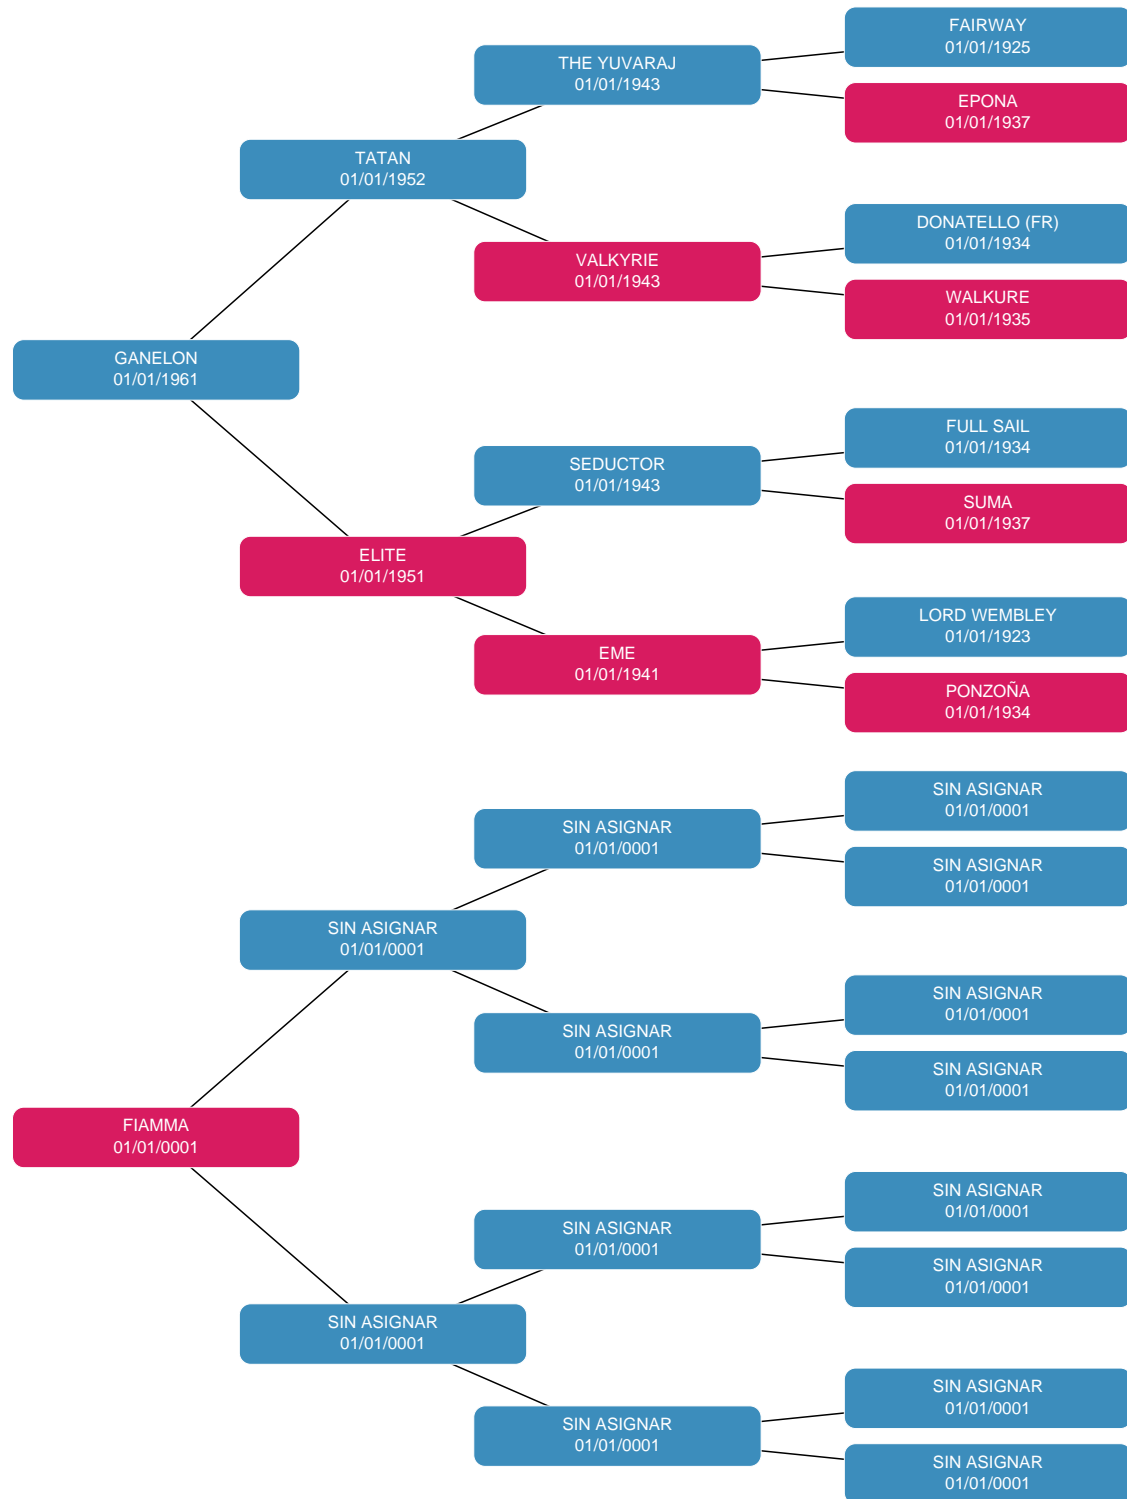 FAIRWAY
01/01/1925
THE YUVARAJ
01/01/1943
EPONA
01/01/1937
TATAN
01/01/1952
DONATELLO (FR)
01/01/1934
VALKYRIE
01/01/1943
WALKURE
01/01/1935
GANELON
01/01/1961
FULL SAIL
01/01/1934
SEDUCTOR
01/01/1943
SUMA
01/01/1937
ELITE
01/01/1951
LORD WEMBLEY
01/01/1923
EME
01/01/1941
PONZOÑA
01/01/1934
SIN ASIGNAR
01/01/0001
SIN ASIGNAR
01/01/0001
SIN ASIGNAR
01/01/0001
SIN ASIGNAR
01/01/0001
SIN ASIGNAR
01/01/0001
SIN ASIGNAR
01/01/0001
SIN ASIGNAR
01/01/0001
FIAMMA
01/01/0001
SIN ASIGNAR
01/01/0001
SIN ASIGNAR
01/01/0001
SIN ASIGNAR
01/01/0001
SIN ASIGNAR
01/01/0001
SIN ASIGNAR
01/01/0001
SIN ASIGNAR
01/01/0001
SIN ASIGNAR
01/01/0001